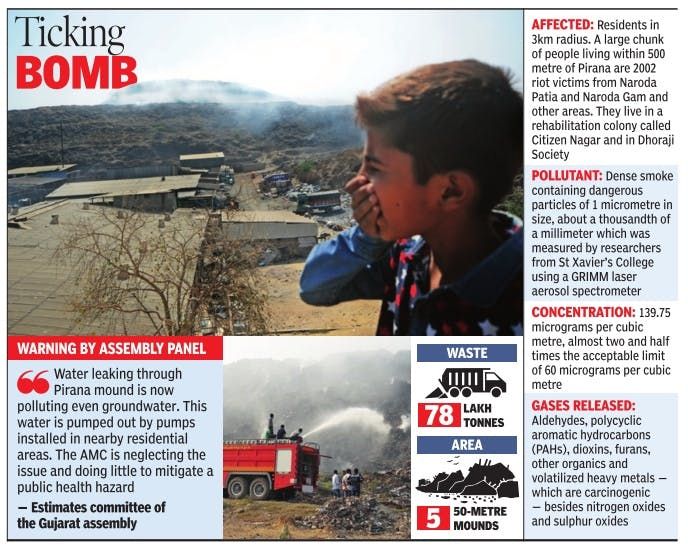 Ticking
BOMB
WARNING BY ASSEMBLY PANEL
Water leaking through
Pirana mound is now
polluting even groundwater. This
water is pumped out by pumps
installed in nearby residential
areas. The AMC is neglecting the
issue and doing little to mitigate a
public health hazard
— Estimates committee of
the Gujarat assembly
WASTE
78 LAKH
TONNES
AREA
5 50-METRE
MOUNDS
AFFECTED: Residents in
3km radius. A large chunk
of people living within 500
metre of Pirana are 2002
riot victims from Naroda
Patia and Naroda Gam and
other areas. They live in a
rehabilitation colony called
Citizen Nagar and in Dhoraji
Society
POLLUTANT: Dense smoke
containing dangerous
particles of 1 micrometre in
size, about a thousandth of
a millimeter which was
measured by researchers
from St Xavier's College
using a GRIMM laser
aerosol spectrometer
CONCENTRATION: 139.75
micrograms per cubic
metre, almost two and half
times the acceptable limit
of 60 micrograms per cubic
metre
GASES RELEASED:
Aldehydes, polycyclic
aromatic hydrocarbons
(PAHs), dioxins, furans,
other organics and
volatilized heavy metals —
which are carcinogenic
— besides nitrogen oxides
and sulphur oxides